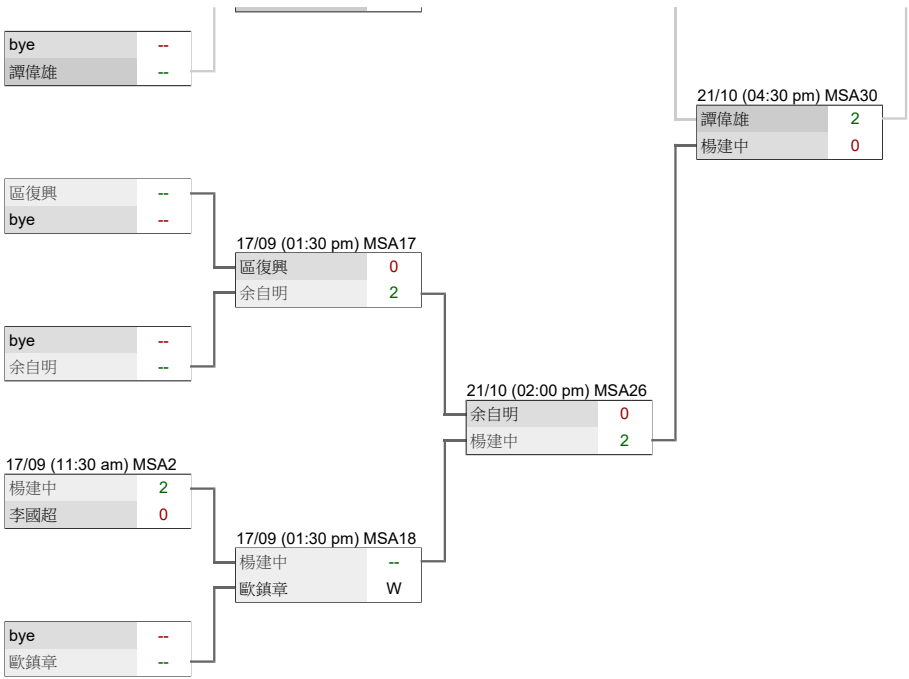 bye --
譚偉雄 --
21/10 (04:30 pm) MSA30
譚偉雄 2
楊建中 0
區復興 --
bye --
17/09 (01:30 pm) MSA17
區復興 0
余自明 2
bye --
余自明 --
21/10 (02:00 pm) MSA26
余自明 0
楊建中 2
17/09 (11:30 am) MSA2
楊建中 2
李國超 0
17/09 (01:30 pm) MSA18
楊建中 --
歐鎮章 W
bye --
歐鎮章 --